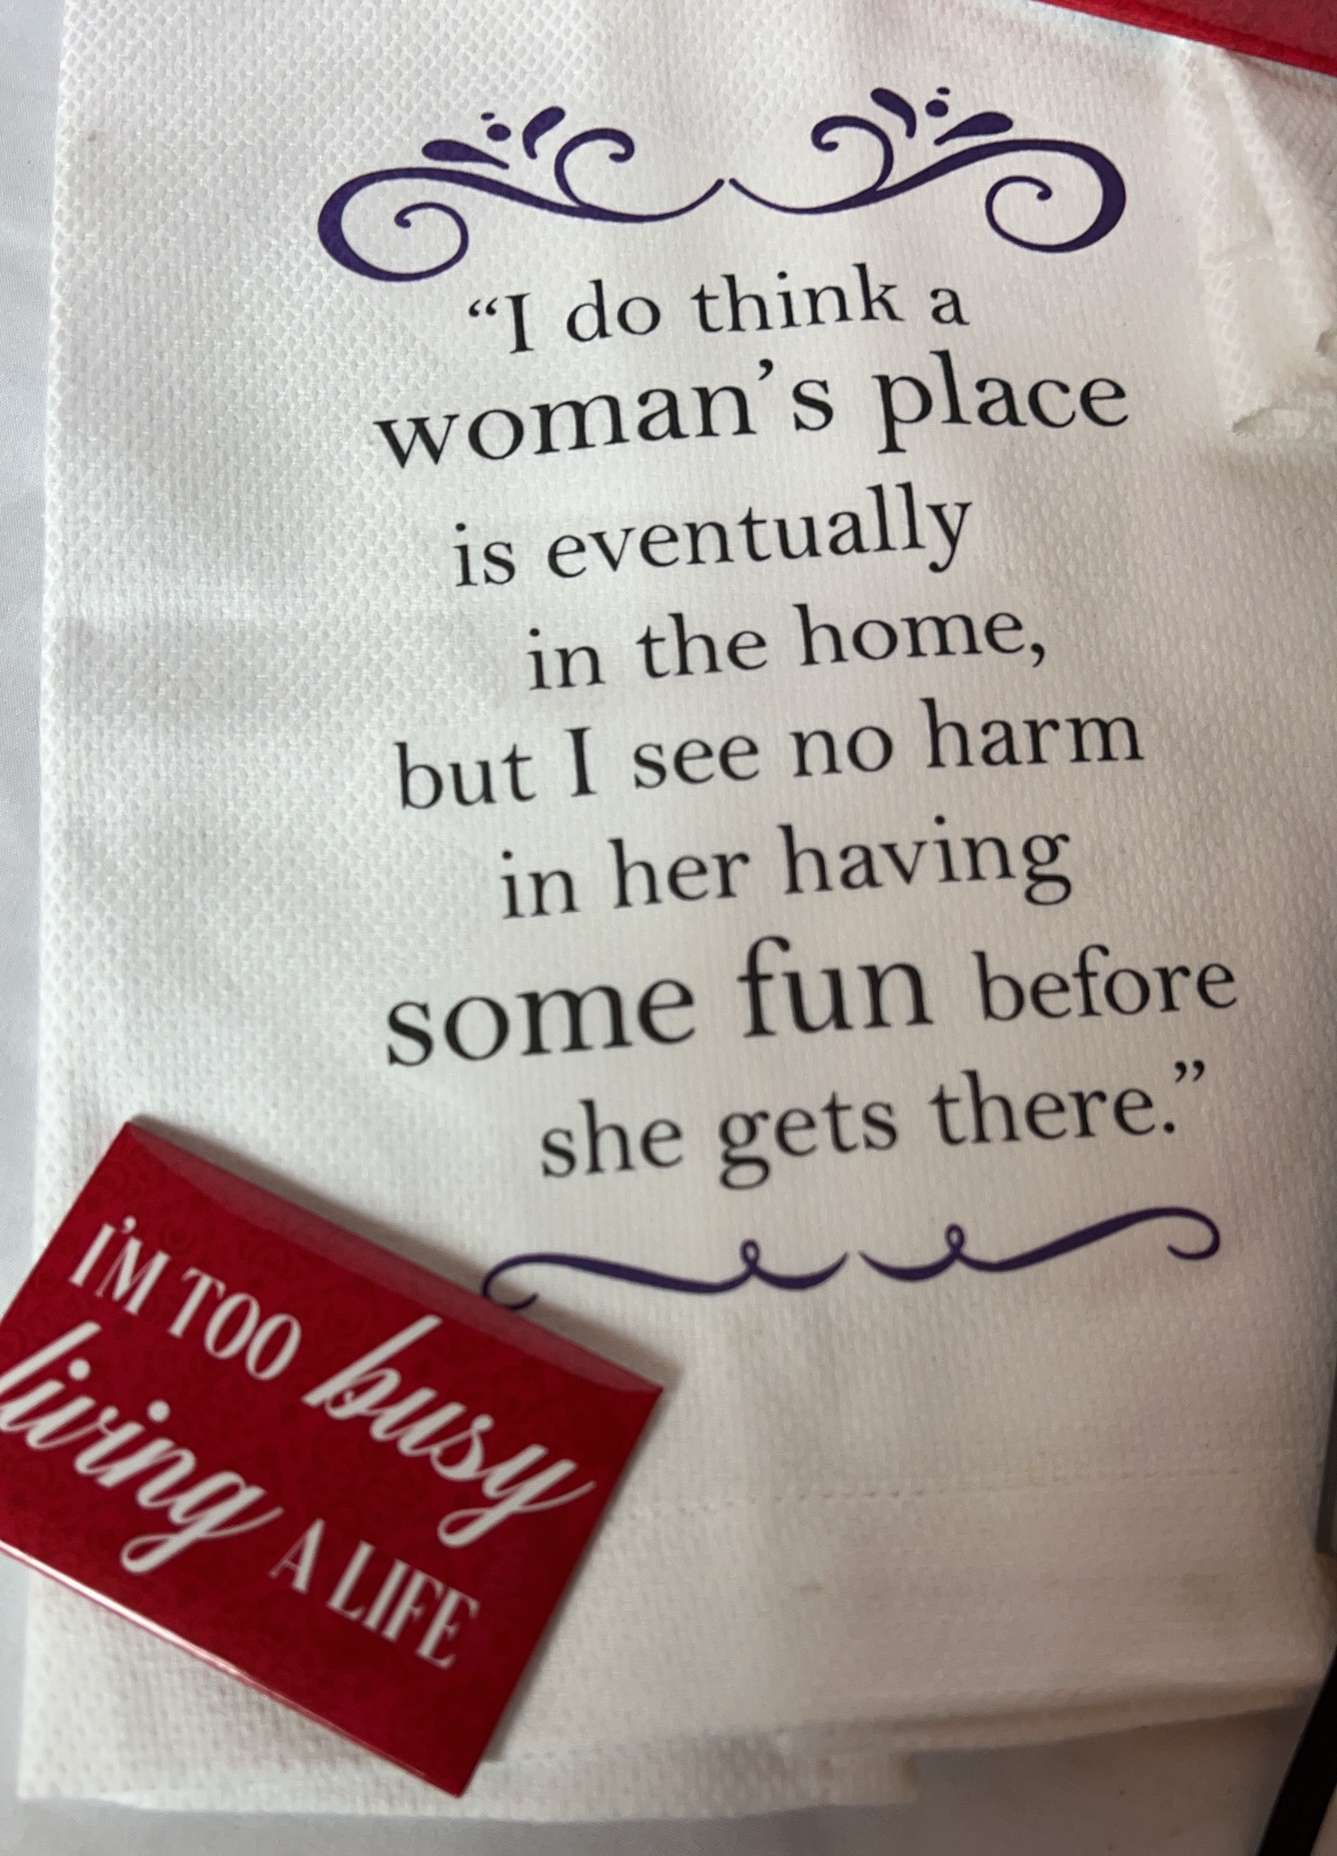 “I do think a
woman’s place
is eventually
in the home,
but I see no harm
in her having
some fun before
she gets there.”
I'M TOO busy
living A LIFE